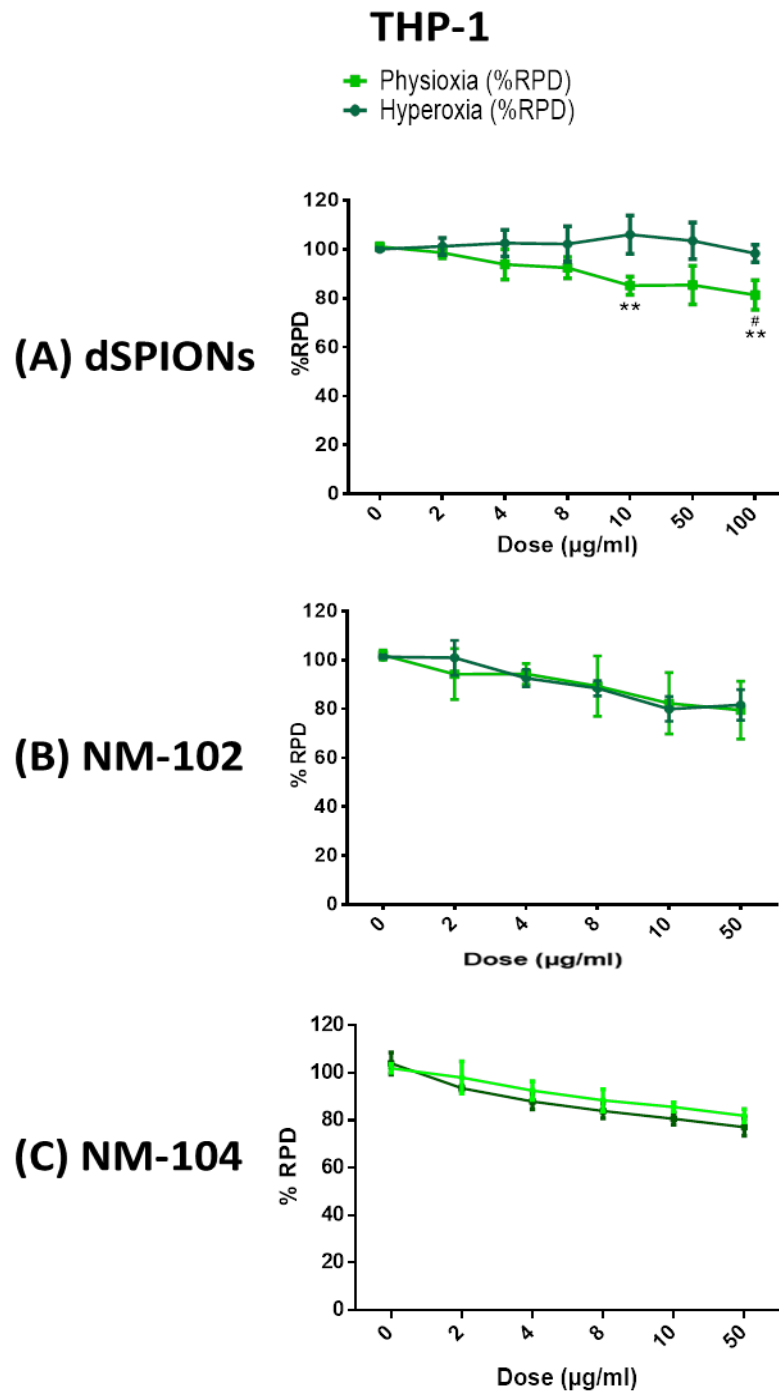 THP-1
Physioxia (%RPD)
Hyperoxia (%RPD)
(A) dSPIONs
%RPD
120
100
80
60
40
20
0
**
#
**
0 2 4 8 10 50 100
Dose (µg/ml)
(B) NM-102
% RPD
120
100
80
60
40
20
0
0 2 4 8 10 50
Dose (µg/ml)
(C) NM-104
% RPD
120
100
80
60
40
20
0
0 2 4 8 10 50
Dose (µg/ml)